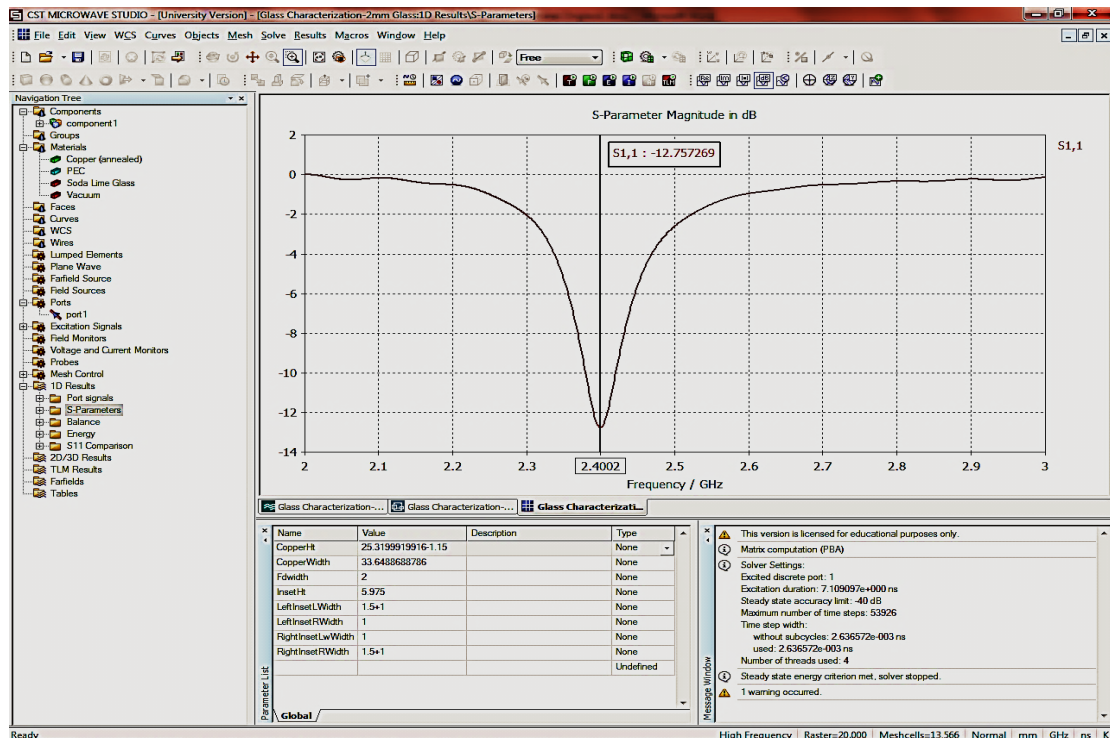 CST MICROWAVE STUDIO - [University Version] - [Glass Characterization-2mm Glass:1D Results\S-Parameters]
File Edit View WCS Curves Objects Mesh Solve Results Macros Window Help
Free
Navigation Tree
Components
component1
Groups
Materials
Copper (annealed)
PEC
Soda Lime Glass
Vacuum
Faces
Curves
WCS
Wires
Lumped Elements
Plane Wave
Farfield Source
Field Sources
Ports
port1
Excitation Signals
Field Monitors
Voltage and Current Monitors
Probes
Mesh Control
1D Results
Port signals
S-Parameters
Balance
Energy
S11 Comparison
2D/3D Results
TLM Results
Farfields
Tables
S-Parameter Magnitude in dB
S1,1 : -12.757269
S1,1
2
0
-2
-4
-6
-8
-10
-12
-14
2 2.1 2.2 2.3 2.4002 2.5 2.6 2.7 2.8 2.9 3
Frequency / GHz
Glass Characterization-... Glass Characterization-... Glass Characterizati...
Parameter List
Name Value Description Type
CopperHt 25.3199919916-1.15 None
CopperWidth 33.6488688786 None
Fdwidth 2 None
InsetHt 5.975 None
LeftInsetLWidth 1.5+1 None
LeftInsetRWidth 1 None
RightInsetLwWidth 1 None
RightInsetRWidth 1.5+1 None
Undefined
Global
Message Window
This version is licensed for educational purposes only.
Matrix computation (PBA)
Solver Settings:
Excited discrete port: 1
Excitation duration: 7.109097e+000 ns
Steady state accuracy limit: -40 dB
Maximum number of time steps: 53926
Time step width:
without subcycles: 2.636572e-003 ns
used: 2.636572e-003 ns
Number of threads used: 4
Steady state energy criterion met, solver stopped.
1 warning occurred.
Ready
High Frequency Raster=20.000 Meshcells=13,566 Normal mm GHz ns K